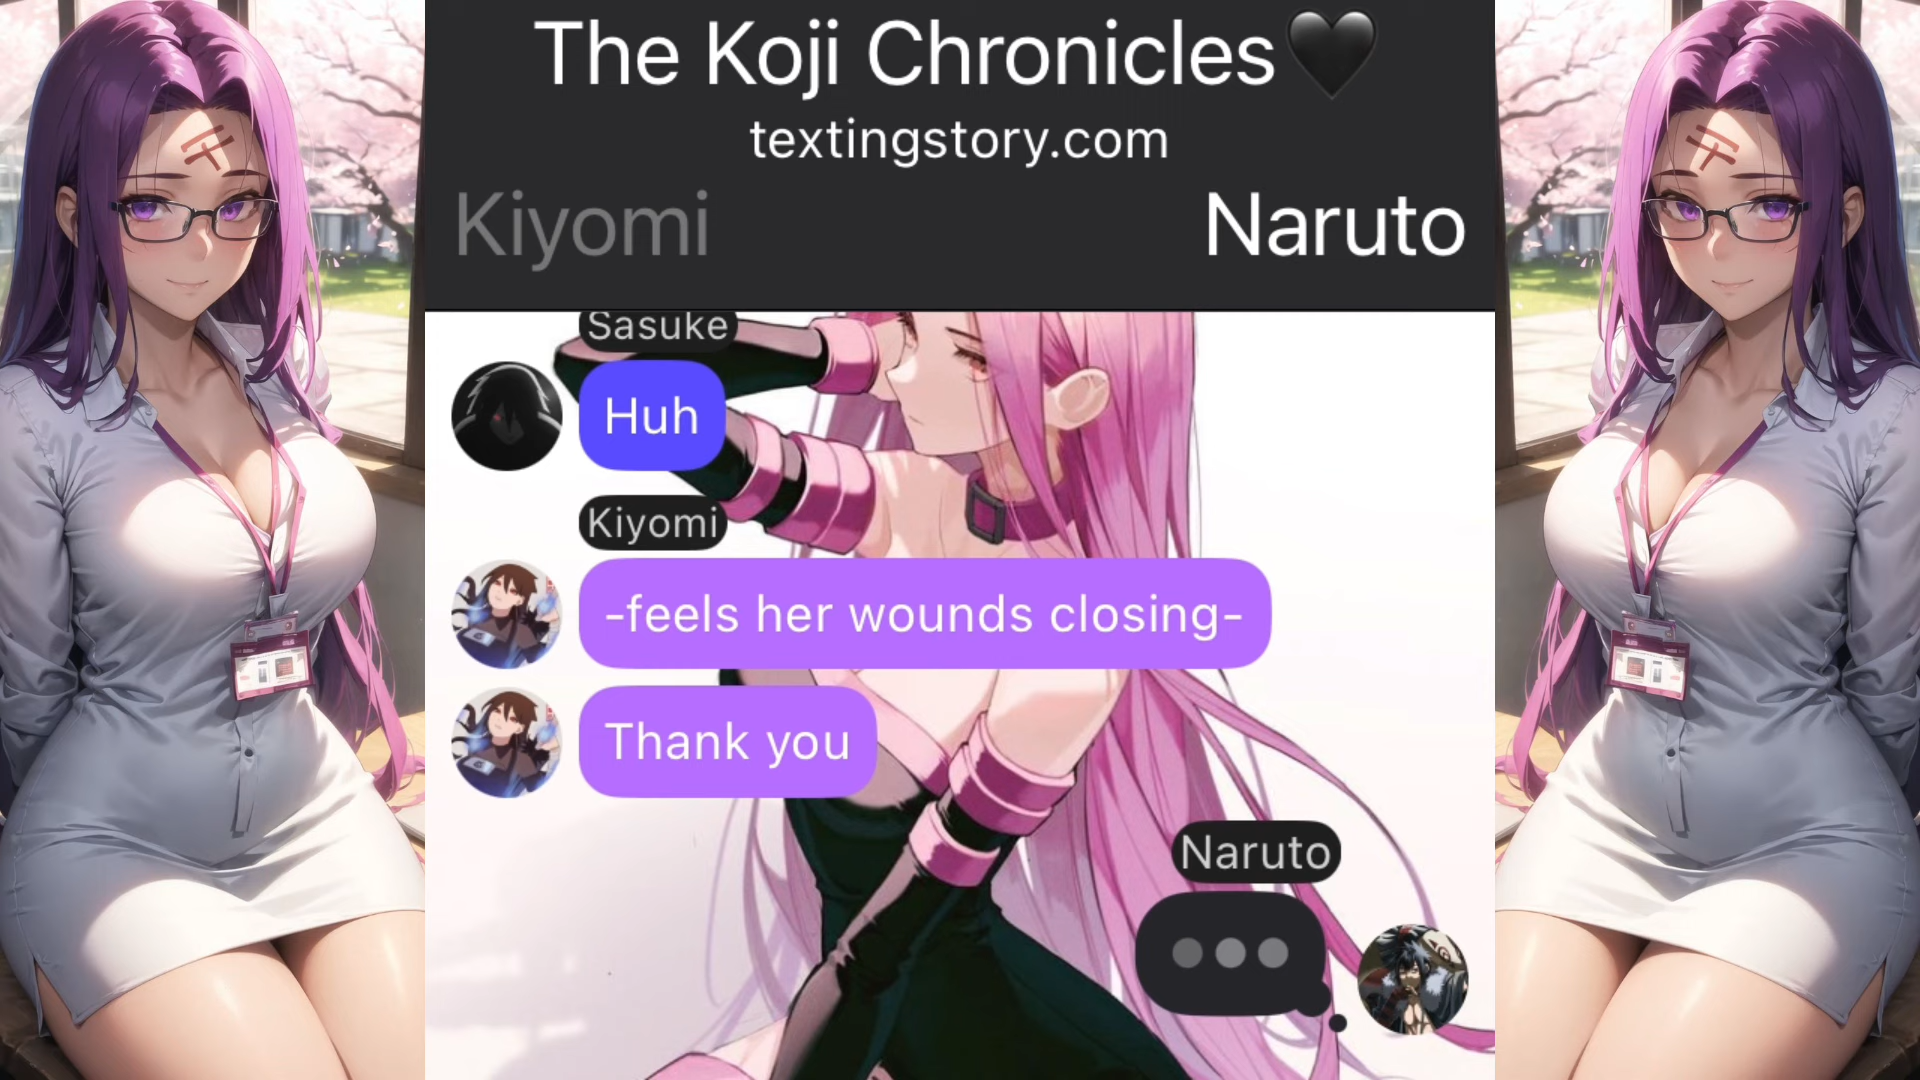 The Koji Chronicles🖤
textingstory.com
Kiyomi
Naruto
Sasuke
Huh
Kiyomi
-feels her wounds closing-
Thank you
Naruto